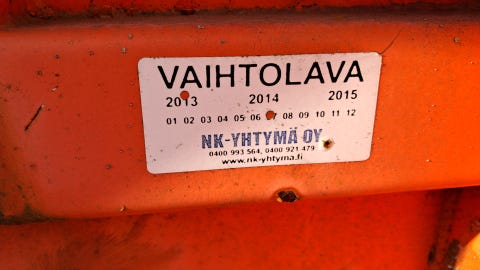 VAIHTOLAVA
2013 2014 2015
01 02 03 04 05 06 07 08 09 10 11 12
NK-YHTYMÄ OY
0400 993 564, 0400 921 479
www.nk-yhtyma.fi